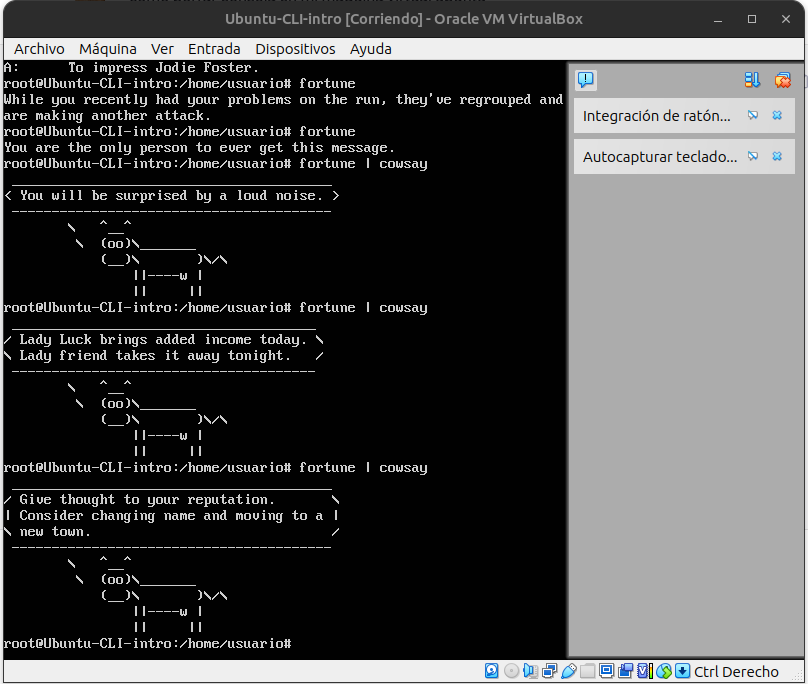 Ubuntu-CLI-intro [Corriendo] - Oracle VM VirtualBox
Archivo Máquina Ver Entrada Dispositivos Ayuda
A:      To impress Jodie Foster.
root@Ubuntu-CLI-intro:/home/usuario# fortune
While you recently had your problems on the run, they've regrouped and
are making another attack.
root@Ubuntu-CLI-intro:/home/usuario# fortune
You are the only person to ever get this message.
root@Ubuntu-CLI-intro:/home/usuario# fortune | cowsay
 ________________________________________
< You will be surprised by a loud noise. >
 ----------------------------------------
        \   ^__^
         \  (oo)\_______
            (__)\       )\/\
                ||----w |
                ||     ||
root@Ubuntu-CLI-intro:/home/usuario# fortune | cowsay
 ______________________________________
/ Lady Luck brings added income today. \
\ Lady friend takes it away tonight.   /
 --------------------------------------
        \   ^__^
         \  (oo)\_______
            (__)\       )\/\
                ||----w |
                ||     ||
root@Ubuntu-CLI-intro:/home/usuario# fortune | cowsay
 ________________________________________
/ Give thought to your reputation.       \
| Consider changing name and moving to a |
\ new town.                              /
 ----------------------------------------
        \   ^__^
         \  (oo)\_______
            (__)\       )\/\
                ||----w |
                ||     ||
root@Ubuntu-CLI-intro:/home/usuario#
Integración de ratón...
Autocapturar teclado...
Ctrl Derecho